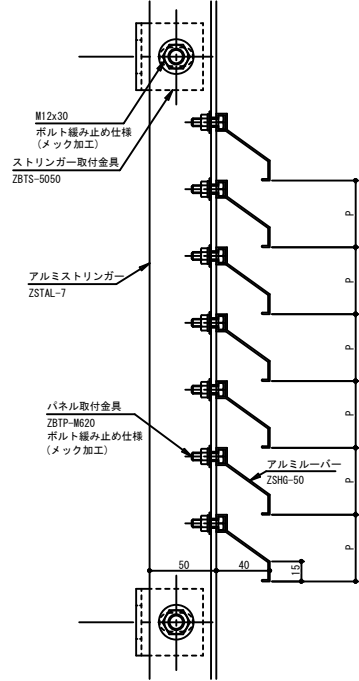 M12x30
ボルト緩み止め仕様
(メック加工)
ストリンガー取付金具
ZBTS-5050
アルミストリンガー
ZSTAL-7
パネル取付金具
ZBTP-M620
ボルト緩み止め仕様
(メック加工)
アルミルーバー
ZSHG-50
50
40
15
P
P
P
P
P
P